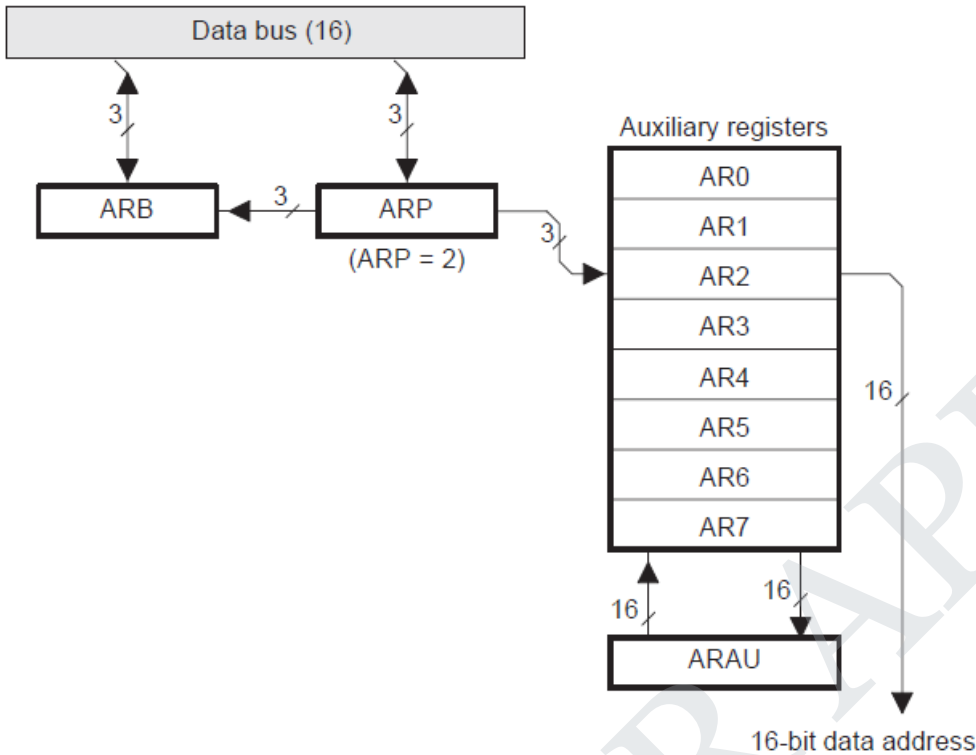 Data bus (16)
3
3
Auxiliary registers
ARB
3
ARP
(ARP = 2)
3
AR0
AR1
AR2
AR3
AR4
AR5
AR6
AR7
16
16
16
ARAU
16-bit data address